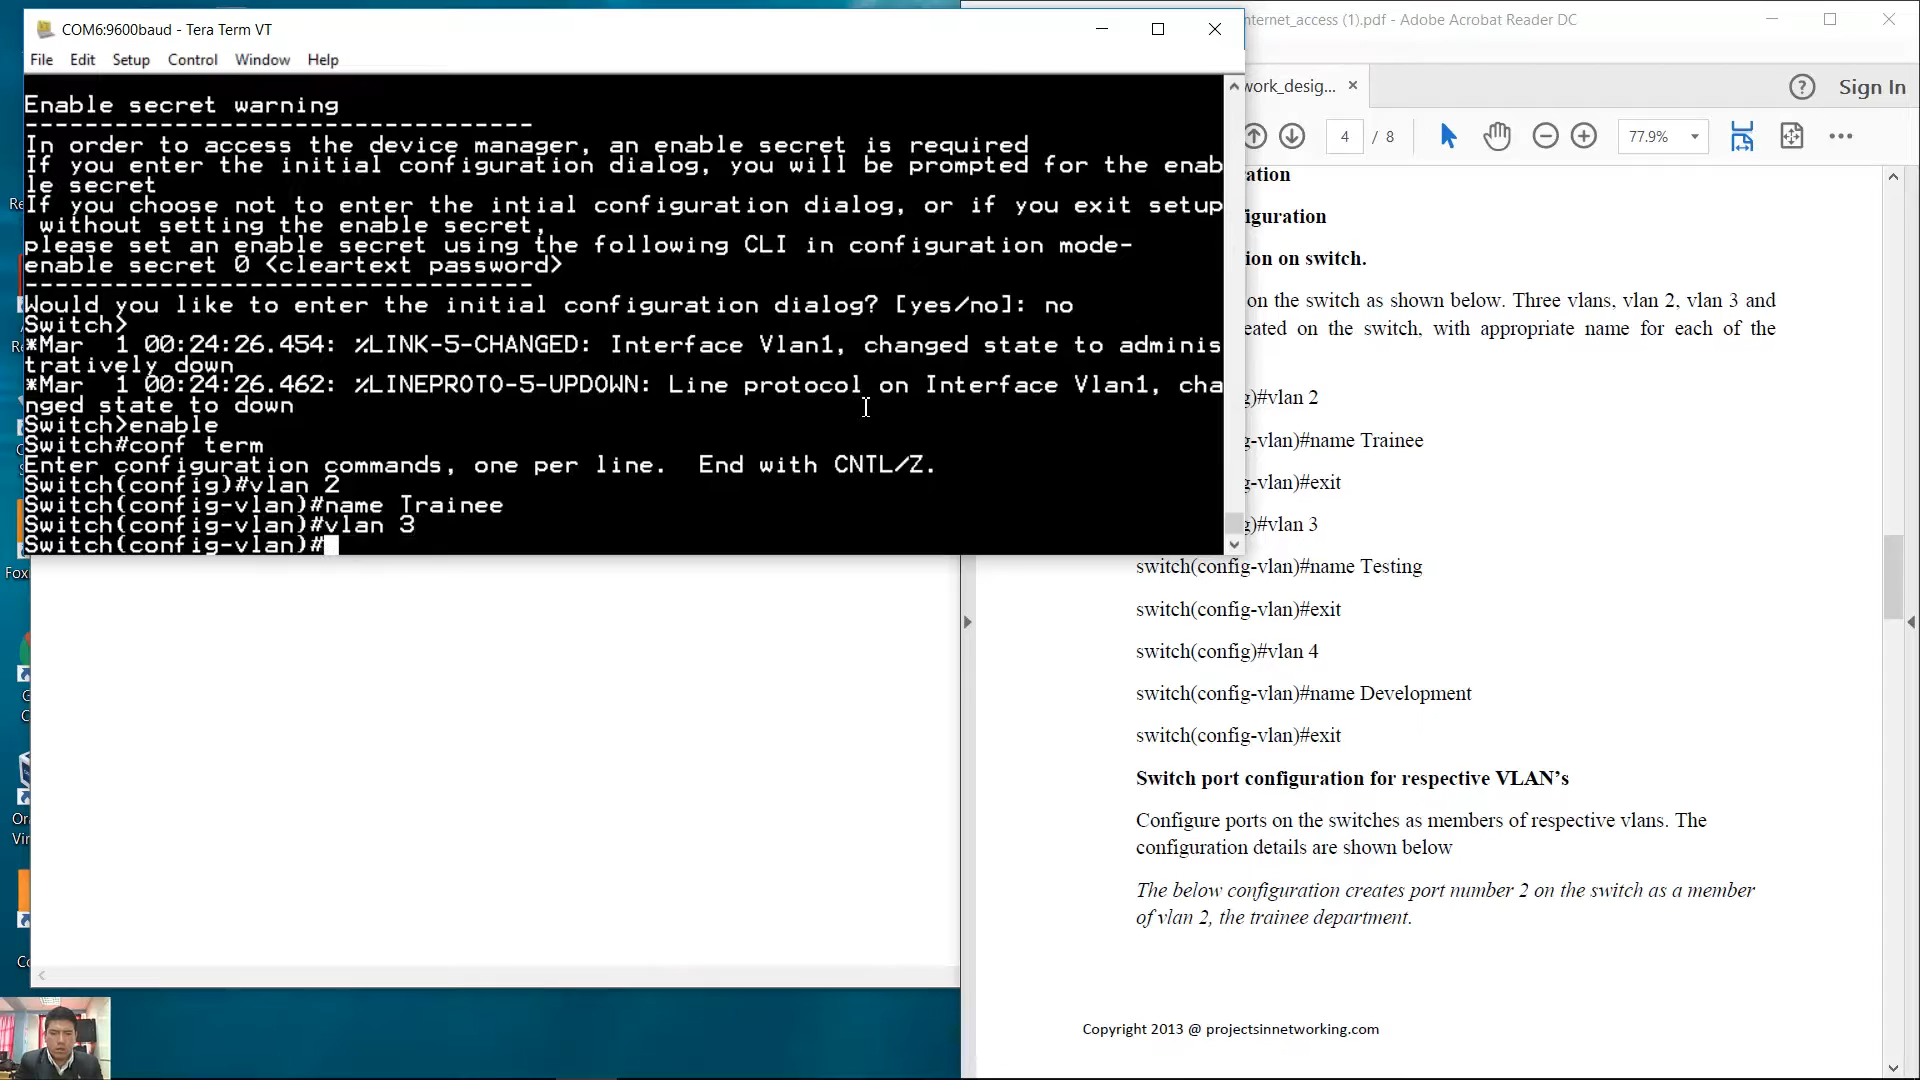 COM6:9600baud - Tera Term VT
File Edit Setup Control Window Help
Enable secret warning
----------------------------------
In order to access the device manager, an enable secret is required
If you enter the initial configuration dialog, you will be prompted for the enab
le secret
If you choose not to enter the intial configuration dialog, or if you exit setup
without setting the enable secret,
please set an enable secret using the following CLI in configuration mode-
enable secret 0 <cleartext password>
----------------------------------
Would you like to enter the initial configuration dialog? [yes/no]: no
Switch>
*Mar 1 00:24:26.454: %LINK-5-CHANGED: Interface Vlan1, changed state to adminis
tratively down
*Mar 1 00:24:26.462: %LINEPROTO-5-UPDOWN: Line protocol on Interface Vlan1, cha
nged state to down
Switch>enable
Switch#conf term
Enter configuration commands, one per line. End with CNTL/Z.
Switch(config)#vlan 2
Switch(config-vlan)#name Trainee
Switch(config-vlan)#vlan 3
Switch(config-vlan)#
nternet_access (1).pdf - Adobe Acrobat Reader DC
work_desig...
Sign In
4 / 8
77.9%
ration
iguration
ion on switch.
on the switch as shown below. Three vlans, vlan 2, vlan 3 and
eated on the switch, with appropriate name for each of the
g)#vlan 2
g-vlan)#name Trainee
g-vlan)#exit
g)#vlan 3
switch(config-vlan)#name Testing
switch(config-vlan)#exit
switch(config)#vlan 4
switch(config-vlan)#name Development
switch(config-vlan)#exit
Switch port configuration for respective VLAN’s
Configure ports on the switches as members of respective vlans. The
configuration details are shown below
The below configuration creates port number 2 on the switch as a member
of vlan 2, the trainee department.
Copyright 2013 @ projectsinnetworking.com
Re
Re
Foxi
G
C
Or
Vir
Co